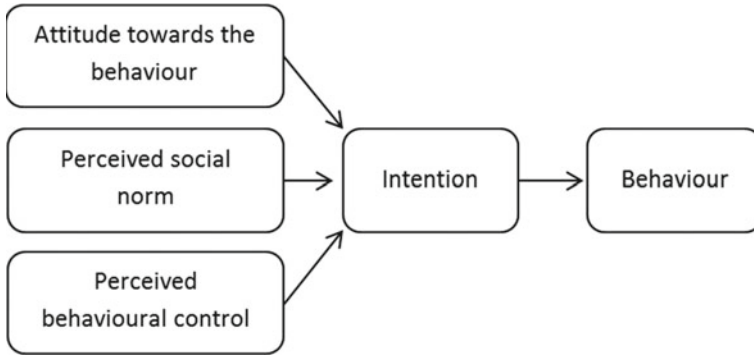 Attitude towards the
behaviour
Perceived social
norm
Perceived
behavioural control
Intention
Behaviour